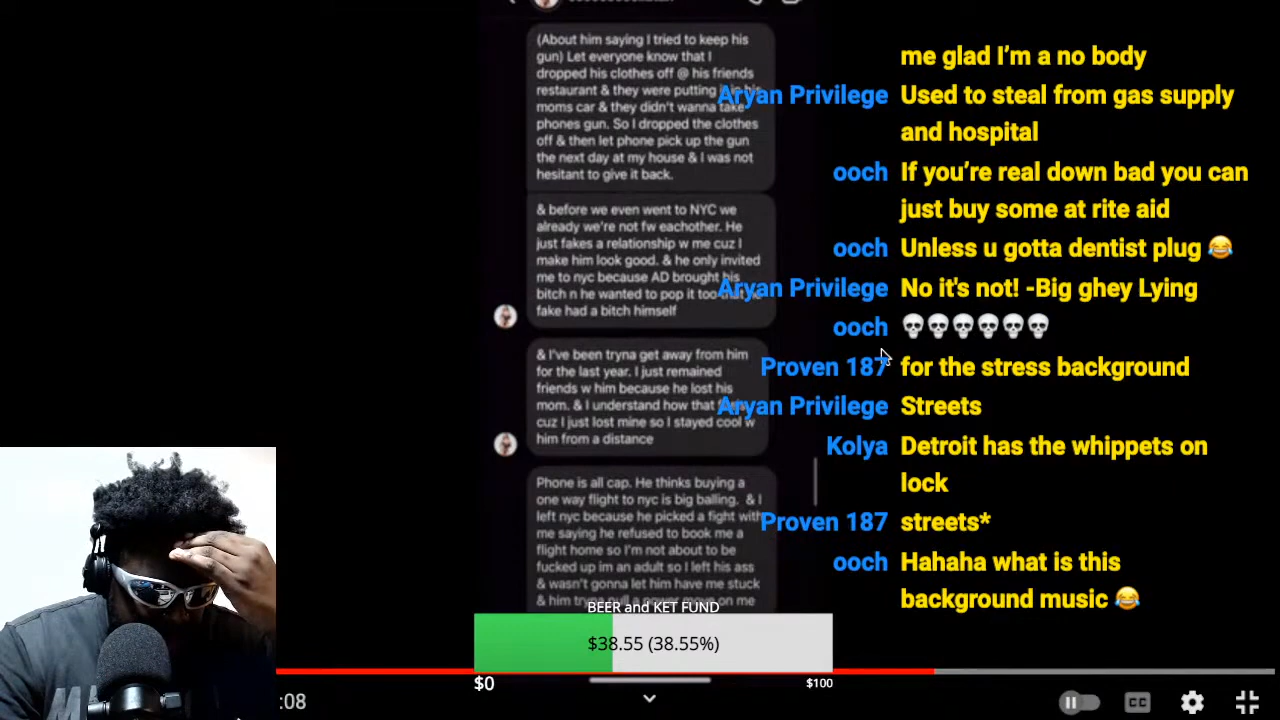 (About him saying I tried to keep his
gun) Let everyone know that I
dropped his clothes off @ his friends
restaurant & they were putting
moms car & they didn't wanna take
phones gun. So I dropped the clothes
off & then let phone pick up the gun
the next day at my house & I was not
hesitant to give it back.
& before we even went to NYC we
already we're not fw eachother. He
just fakes a relationship w me cuz I
make him look good. & he only invited
me to nyc because AD brought his
bitch n he wanted to pop it too
fake had a bitch himself
& I've been tryna get away from him
for the last year. I just remained
friends w him because he lost his
mom. & I understand how that
cuz I just lost mine so I stayed cool w
him from a distance
Phone is all cap. He thinks buying a
one way flight to nyc is big balling. & I
left nyc because he picked a fight with
me saying he refused to book me a
flight home so I'm not about to be
fucked up im an adult so I left his ass
& wasn't gonna let him have me stuck
& him tryna pull a power move on me
me glad I'm a no body
Aryan Privilege Used to steal from gas supply
and hospital
ooch If you're real down bad you can
just buy some at rite aid
ooch Unless u gotta dentist plug 😂
Aryan Privilege No it's not! -Big ghey Lying
ooch 💀💀💀💀💀💀
Proven 187 for the stress background
Aryan Privilege Streets
Kolya Detroit has the whippets on
lock
Proven 187 streets*
ooch Hahaha what is this
background music 😂
BEER and KET FUND
$38.55 (38.55%)
$0
$100
:08
CC